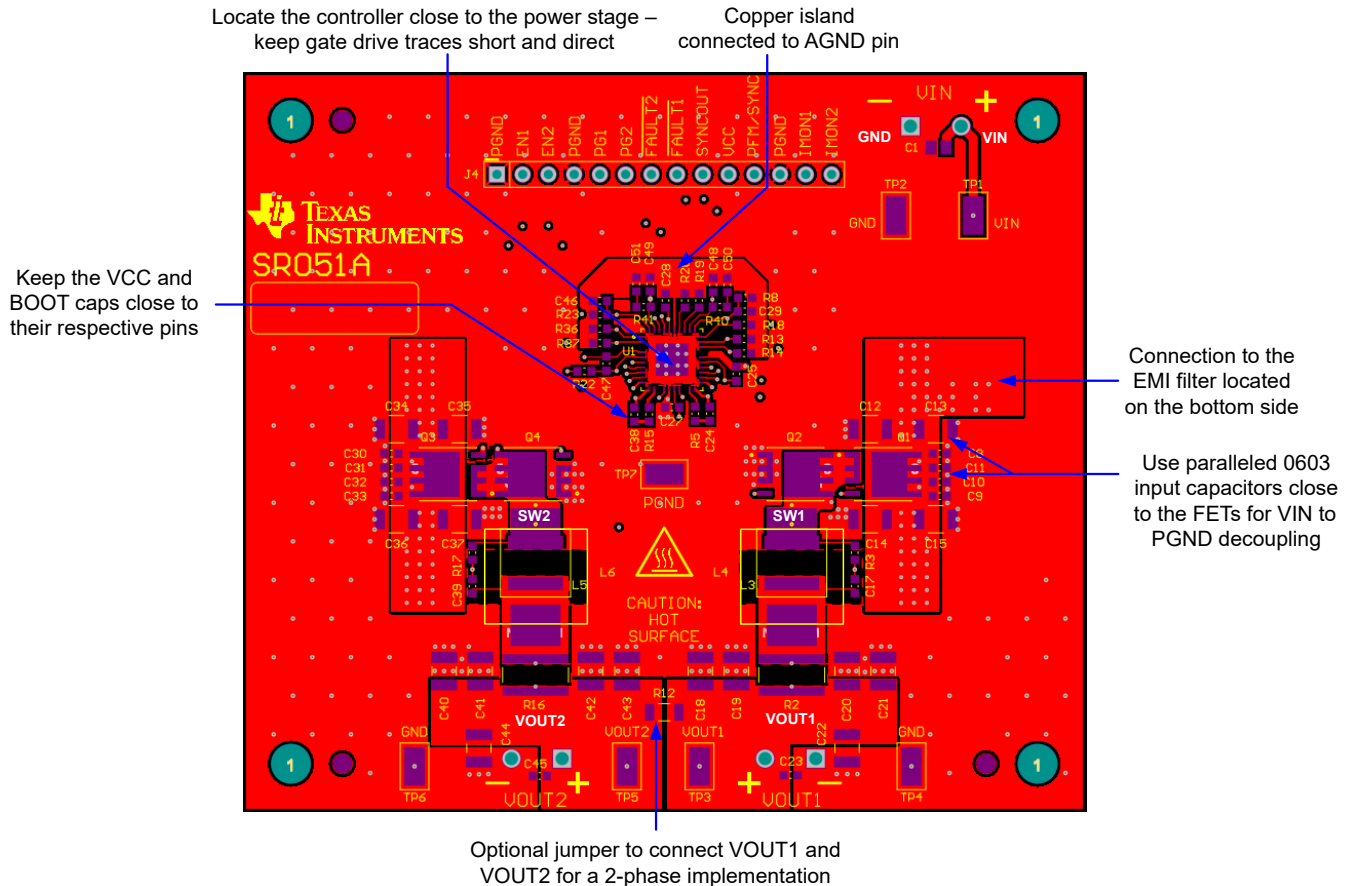 Locate the controller close to the power stage –
keep gate drive traces short and direct
Copper island
connected to AGND pin
VIN
− +
GND VIN
C1
1 1
PGND EN1 EN2 PGND PG1 PG2 FAULT2 FAULT1 SYNCOUT VCC PFM/SYNC PGND IMON1 IMON2
J4
TP2 TP1
GND VIN
TEXAS
INSTRUMENTS
SR051A
Keep the VCC and
BOOT caps close to
their respective pins
C51 C49 C28 R19 C48 C50
C46 R8
R23 C29
R36 R41 R40 R18
R37 R13
U1 R14
R22 C47 C25
C38 R15 C27 R5 C24
Connection to the
EMI filter located
on the bottom side
Use paralleled 0603
input capacitors close
to the FETs for VIN to
PGND decoupling
C34 C35 C12 C13
Q3 Q4 Q2 Q1
C30
C31 C11
C32 C10
C33 C9
TP7
PGND
SW2 SW1
C36 C37 C14 C15
R17 C39 L6 L5 L4 L3 R3 C17
CAUTION:
HOT
SURFACE
C40 C41 R16 C42 C43 R12 C18 C19 R2 C20 C21
VOUT2 VOUT1
GND C44 VOUT2 VOUT1 C22 GND
C45 C23
1 1
TP6 − + TP5 TP3 + − TP4
VOUT2 VOUT1
Optional jumper to connect VOUT1 and
VOUT2 for a 2-phase implementation